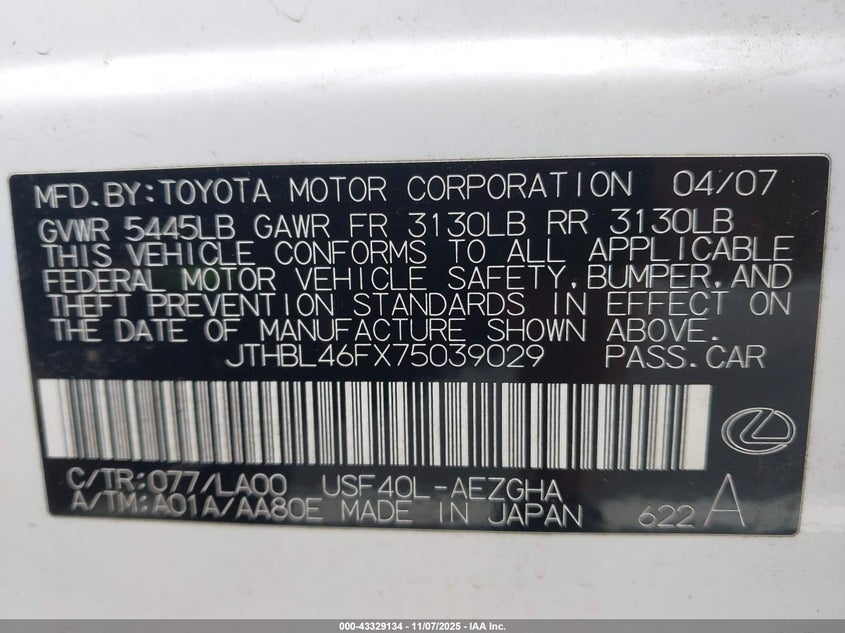 MFD.BY:TOYOTA MOTOR CORPORATION 04/07
GVWR 5445LB GAWR FR 3130LB RR 3130LB
THIS VEHICLE CONFORMS TO ALL APPLICABLE
FEDERAL MOTOR VEHICLE SAFETY,BUMPER,AND
THEFT PREVENTION STANDARDS IN EFFECT ON
THE DATE OF MANUFACTURE SHOWN ABOVE.
JTHBL46FX75039029 PASS.CAR
C/TR:077/LA00 USF40L-AEZGHA
A/TM:A01A/AA80E MADE IN JAPAN 622 A
000-43329134 - 11/07/2025 - IAA Inc.